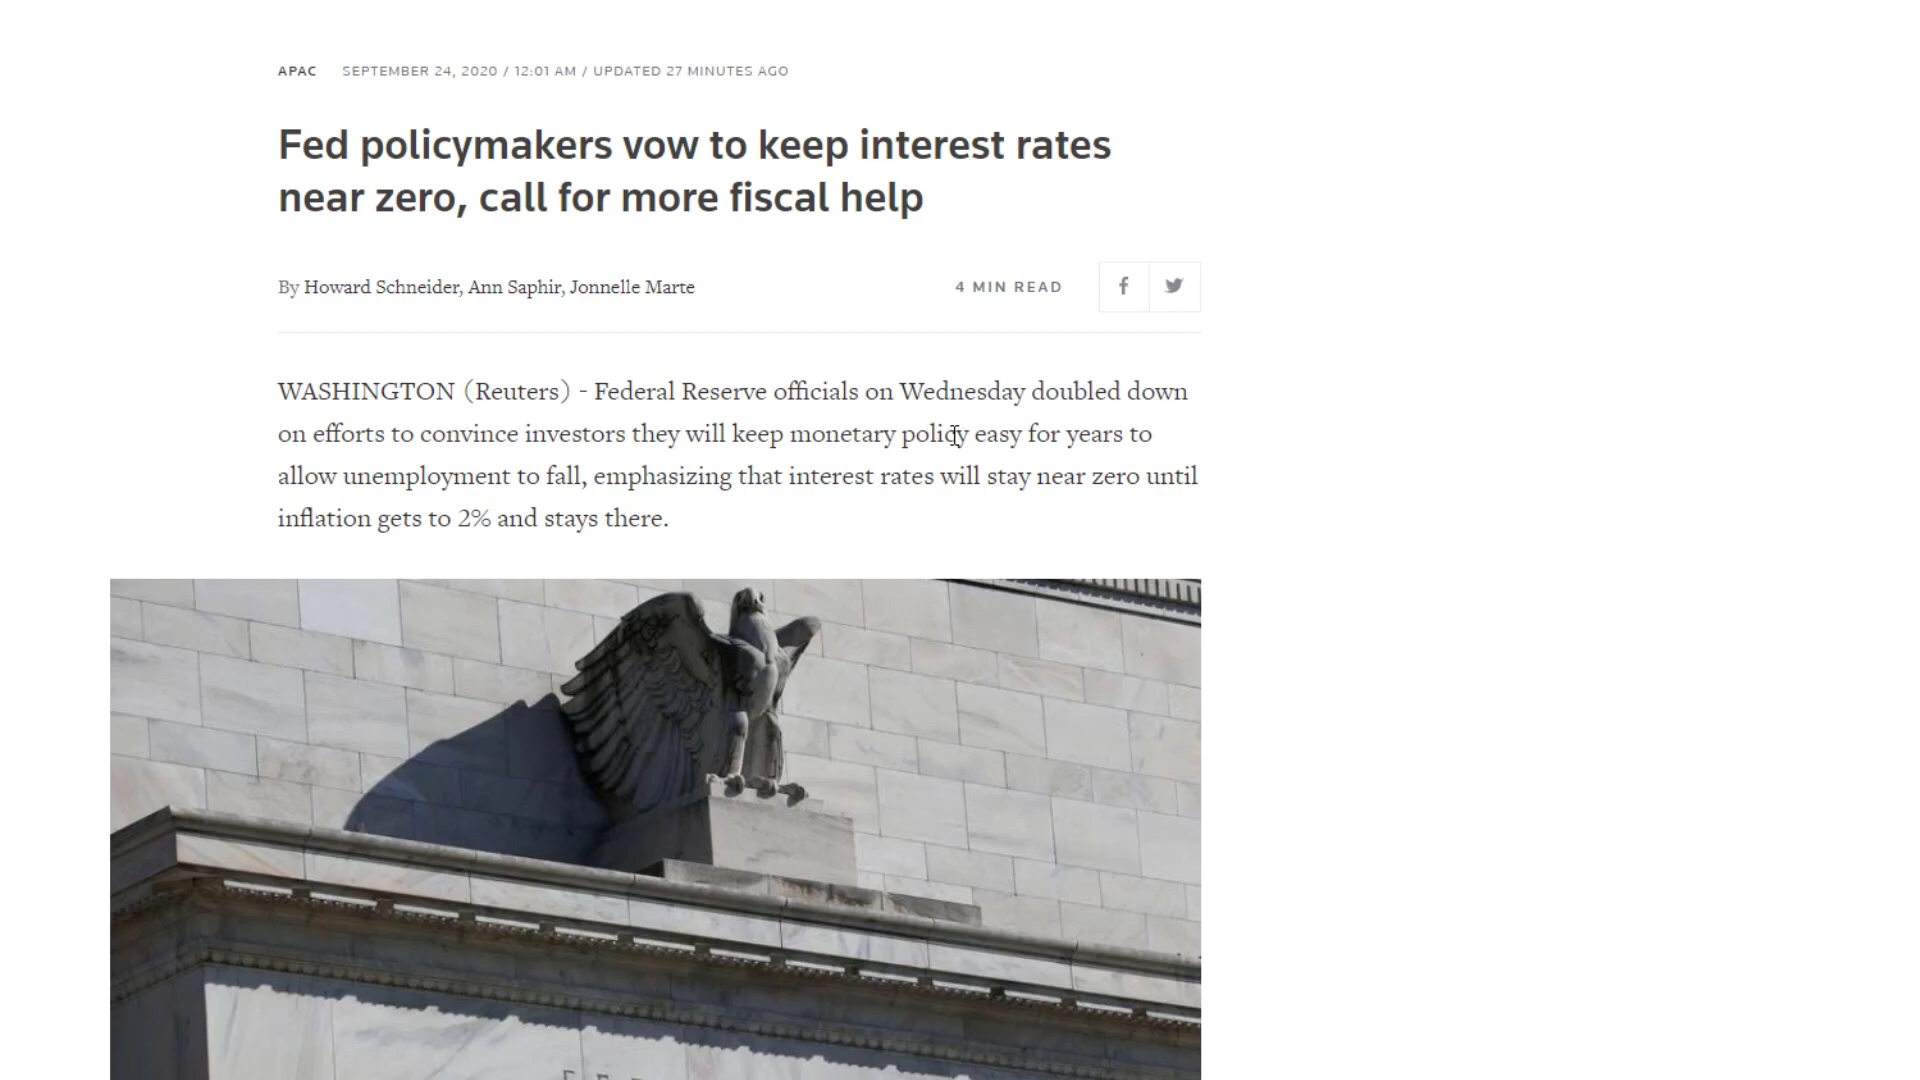 APAC SEPTEMBER 24, 2020 / 12:01 AM / UPDATED 27 MINUTES AGO
Fed policymakers vow to keep interest rates
near zero, call for more fiscal help
By Howard Schneider, Ann Saphir, Jonnelle Marte 4 MIN READ
WASHINGTON (Reuters) - Federal Reserve officials on Wednesday doubled down
on efforts to convince investors they will keep monetary policy easy for years to
allow unemployment to fall, emphasizing that interest rates will stay near zero until
inflation gets to 2% and stays there.